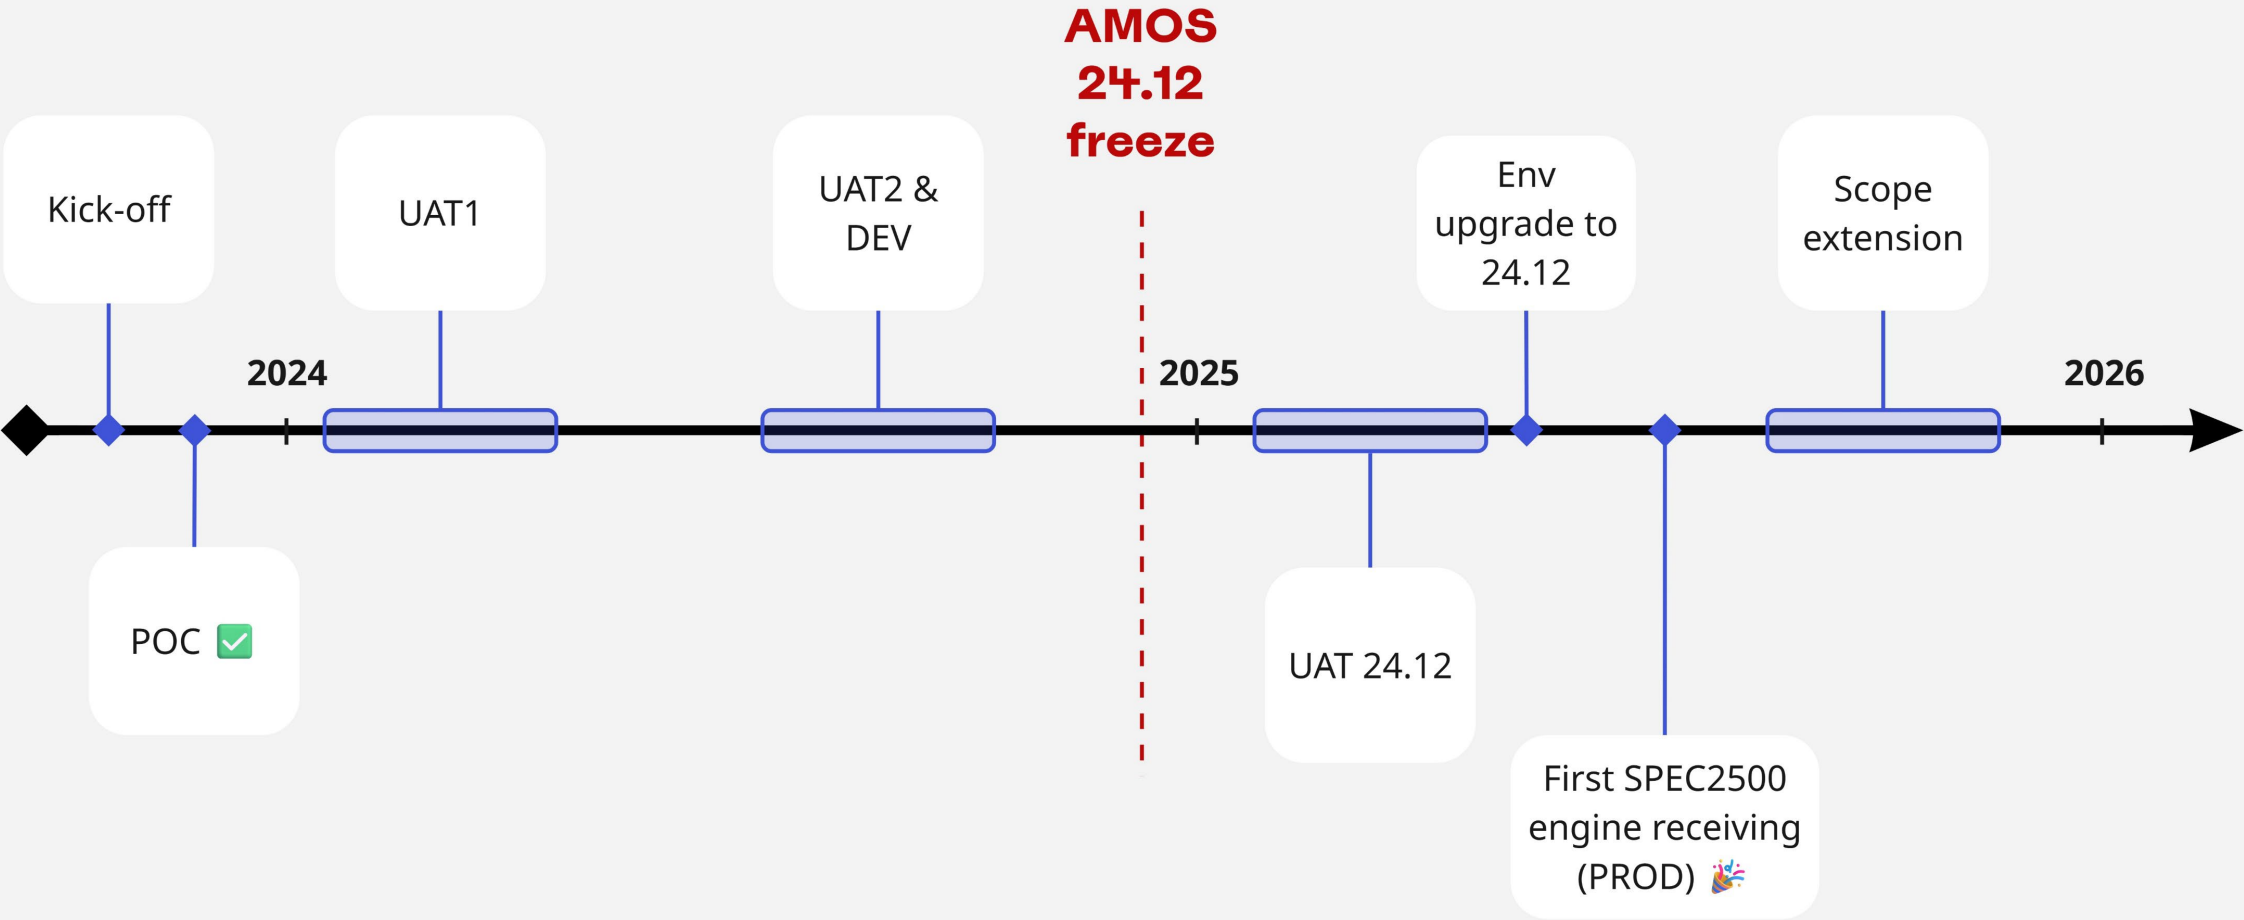 AMOS
24.12
freeze
Kick-off
UAT1
UAT2 &
DEV
Env
upgrade to
24.12
Scope
extension
2024
2025
2026
POC ✅
UAT 24.12
First SPEC2500
engine receiving
(PROD) 🎉